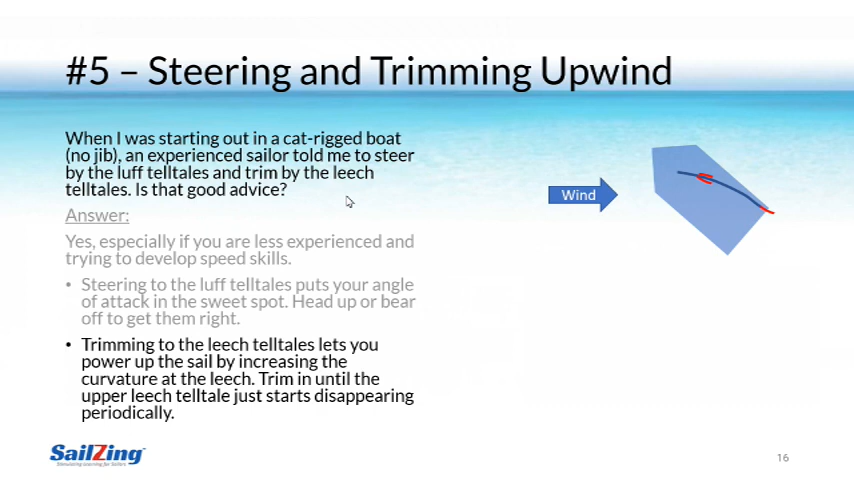 #5 – Steering and Trimming Upwind
When I was starting out in a cat-rigged boat
(no jib), an experienced sailor told me to steer
by the luff telltales and trim by the leech
telltales. Is that good advice?
Wind
Answer:
Yes, especially if you are less experienced and
trying to develop speed skills.
• Steering to the luff telltales puts your angle
of attack in the sweet spot. Head up or bear
off to get them right.
• Trimming to the leech telltales lets you
power up the sail by increasing the
curvature at the leech. Trim in until the
upper leech telltale just starts disappearing
periodically.
SailZing
Stimulating Learning for Sailors
16